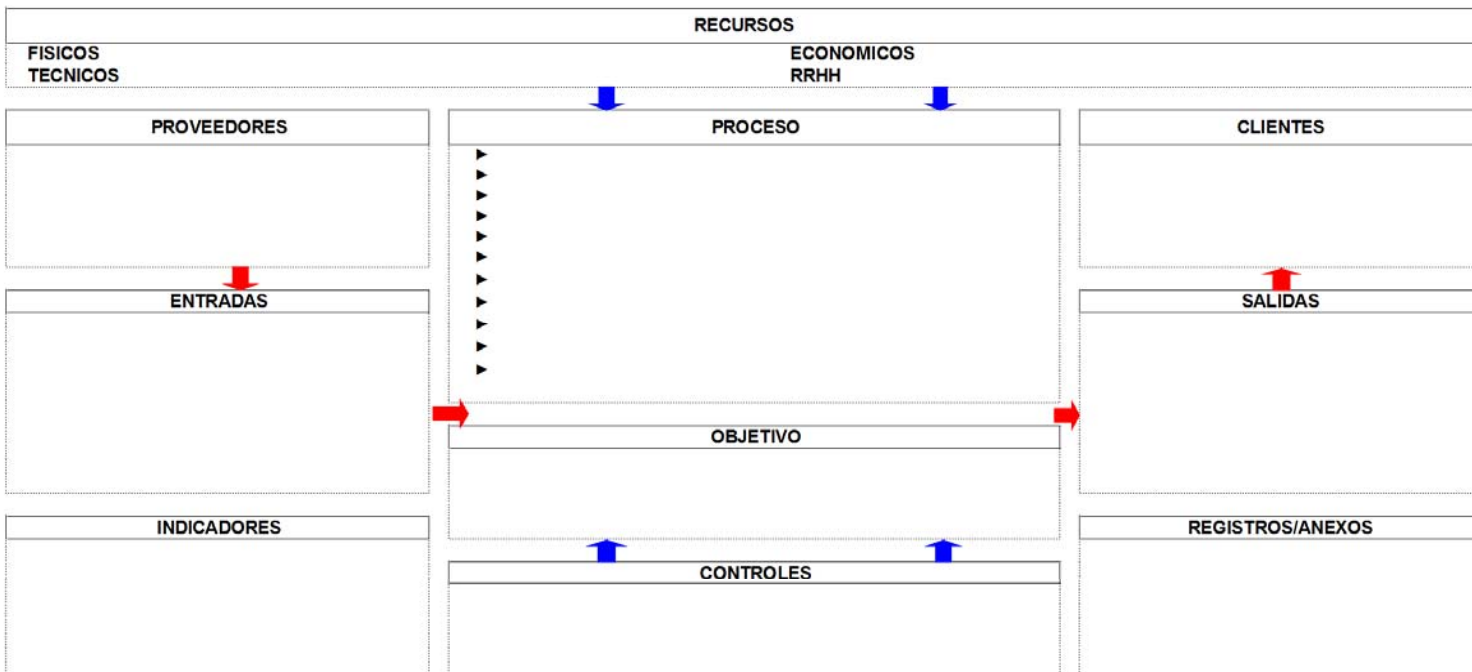 RECURSOS
FISICOS ECONOMICOS
TECNICOS RRHH
PROVEEDORES PROCESO CLIENTES
ENTRADAS SALIDAS
OBJETIVO
INDICADORES REGISTROS/ANEXOS
CONTROLES